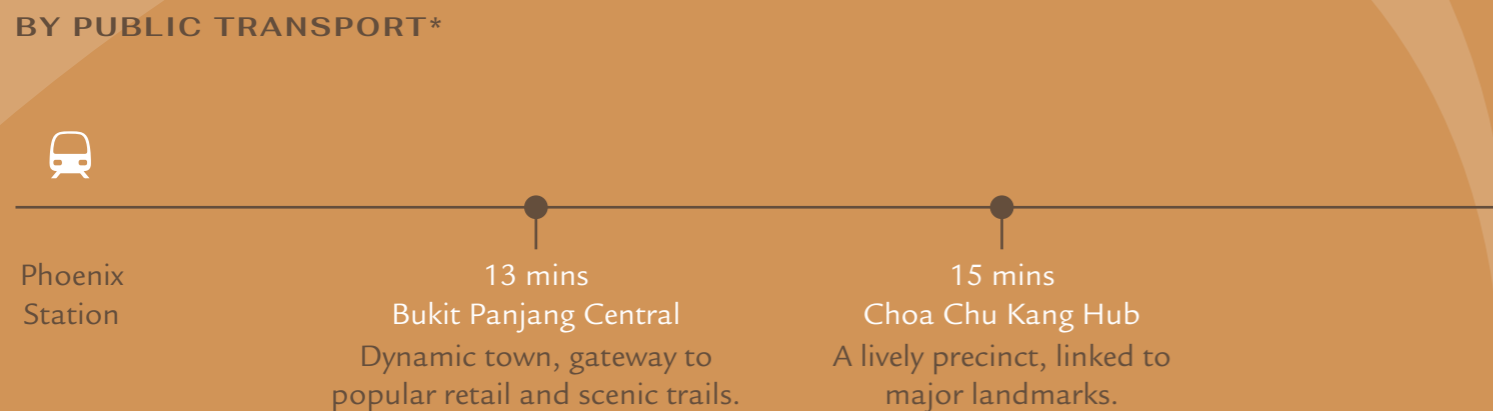 BY PUBLIC TRANSPORT*
Phoenix
Station
13 mins
Bukit Panjang Central
Dynamic town, gateway to
popular retail and scenic trails.
15 mins
Choa Chu Kang Hub
A lively precinct, linked to
major landmarks.